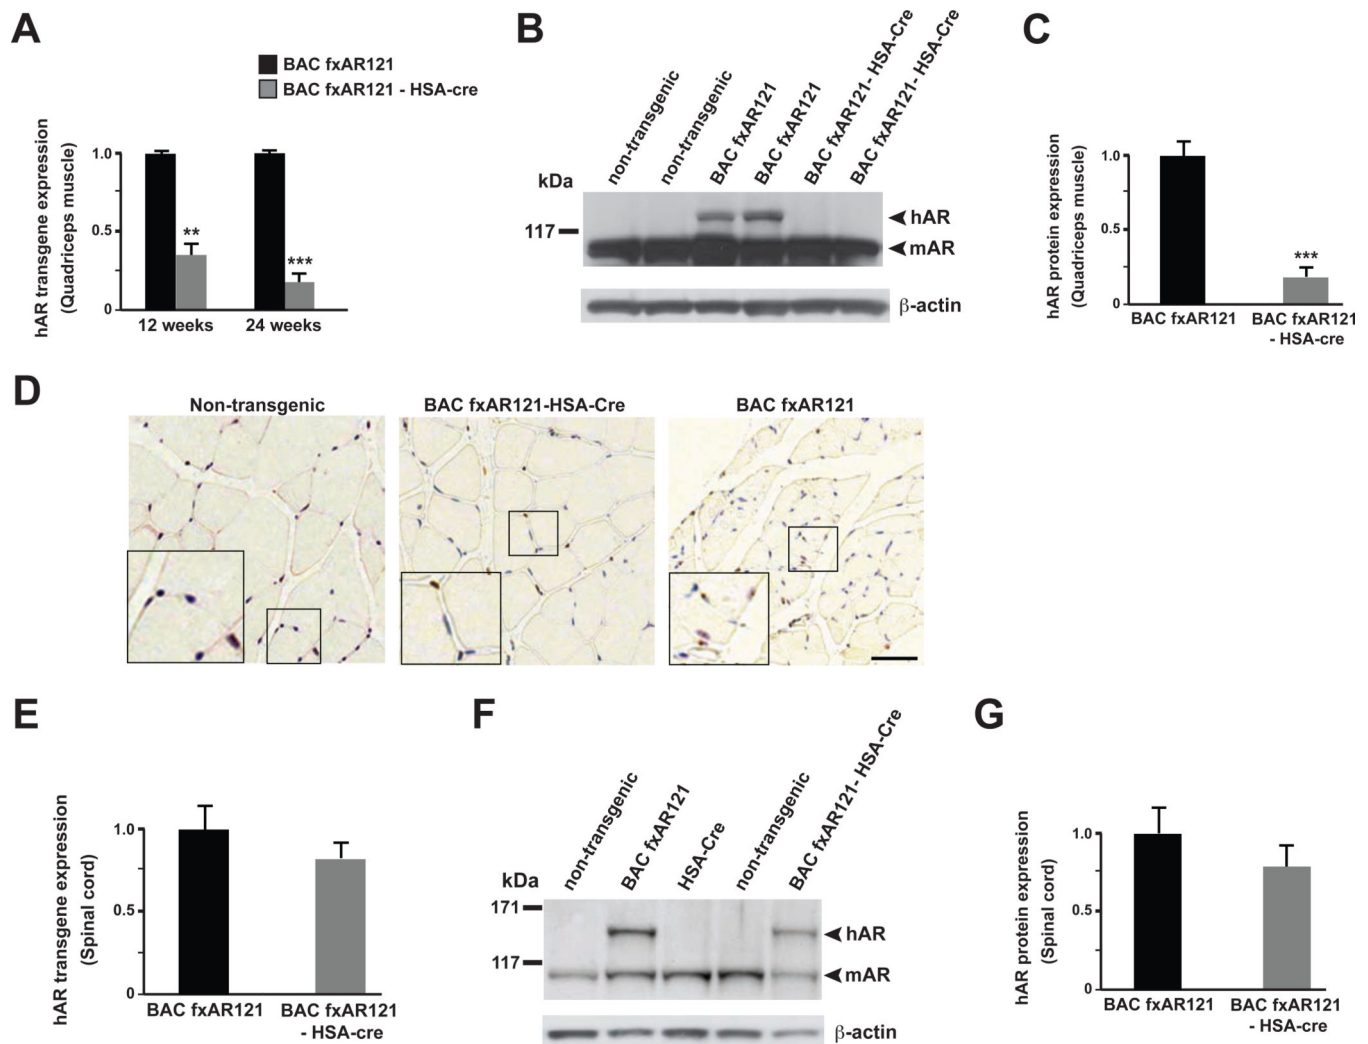 A
BAC fxAR121
BAC fxAR121 - HSA-cre
hAR transgene expression
(Quadriceps muscle)
1.0
0.5
0
**
***
12 weeks
24 weeks
B
non-transgenic
non-transgenic
BAC fxAR121
BAC fxAR121
BAC fxAR121- HSA-Cre
BAC fxAR121- HSA-Cre
kDa
117
hAR
mAR
β-actin
C
hAR protein expression
(Quadriceps muscle)
1.0
0.5
0
***
BAC fxAR121
BAC fxAR121
- HSA-cre
D
Non-transgenic
BAC fxAR121-HSA-Cre
BAC fxAR121
E
hAR transgene expression
(Spinal cord)
1.0
0.5
0
BAC fxAR121
BAC fxAR121
- HSA-cre
F
non-transgenic
BAC fxAR121
HSA-Cre
non-transgenic
BAC fxAR121- HSA-Cre
kDa
171
117
hAR
mAR
β-actin
G
hAR protein expression
(Spinal cord)
1.0
0.5
0
BAC fxAR121
BAC fxAR121
- HSA-cre